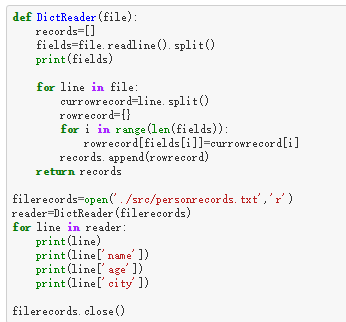 def DictReader(file):
    records=[]
    fields=file.readline().split()
    print(fields)

    for line in file:
        currowrecord=line.split()
        rowrecord={}
        for i in range(len(fields)):
            rowrecord[fields[i]]=currowrecord[i]
        records.append(rowrecord)
    return records

filerecords=open('./src/personrecords.txt','r')
reader=DictReader(filerecords)
for line in reader:
    print(line)
    print(line['name'])
    print(line['age'])
    print(line['city'])

filerecords.close()